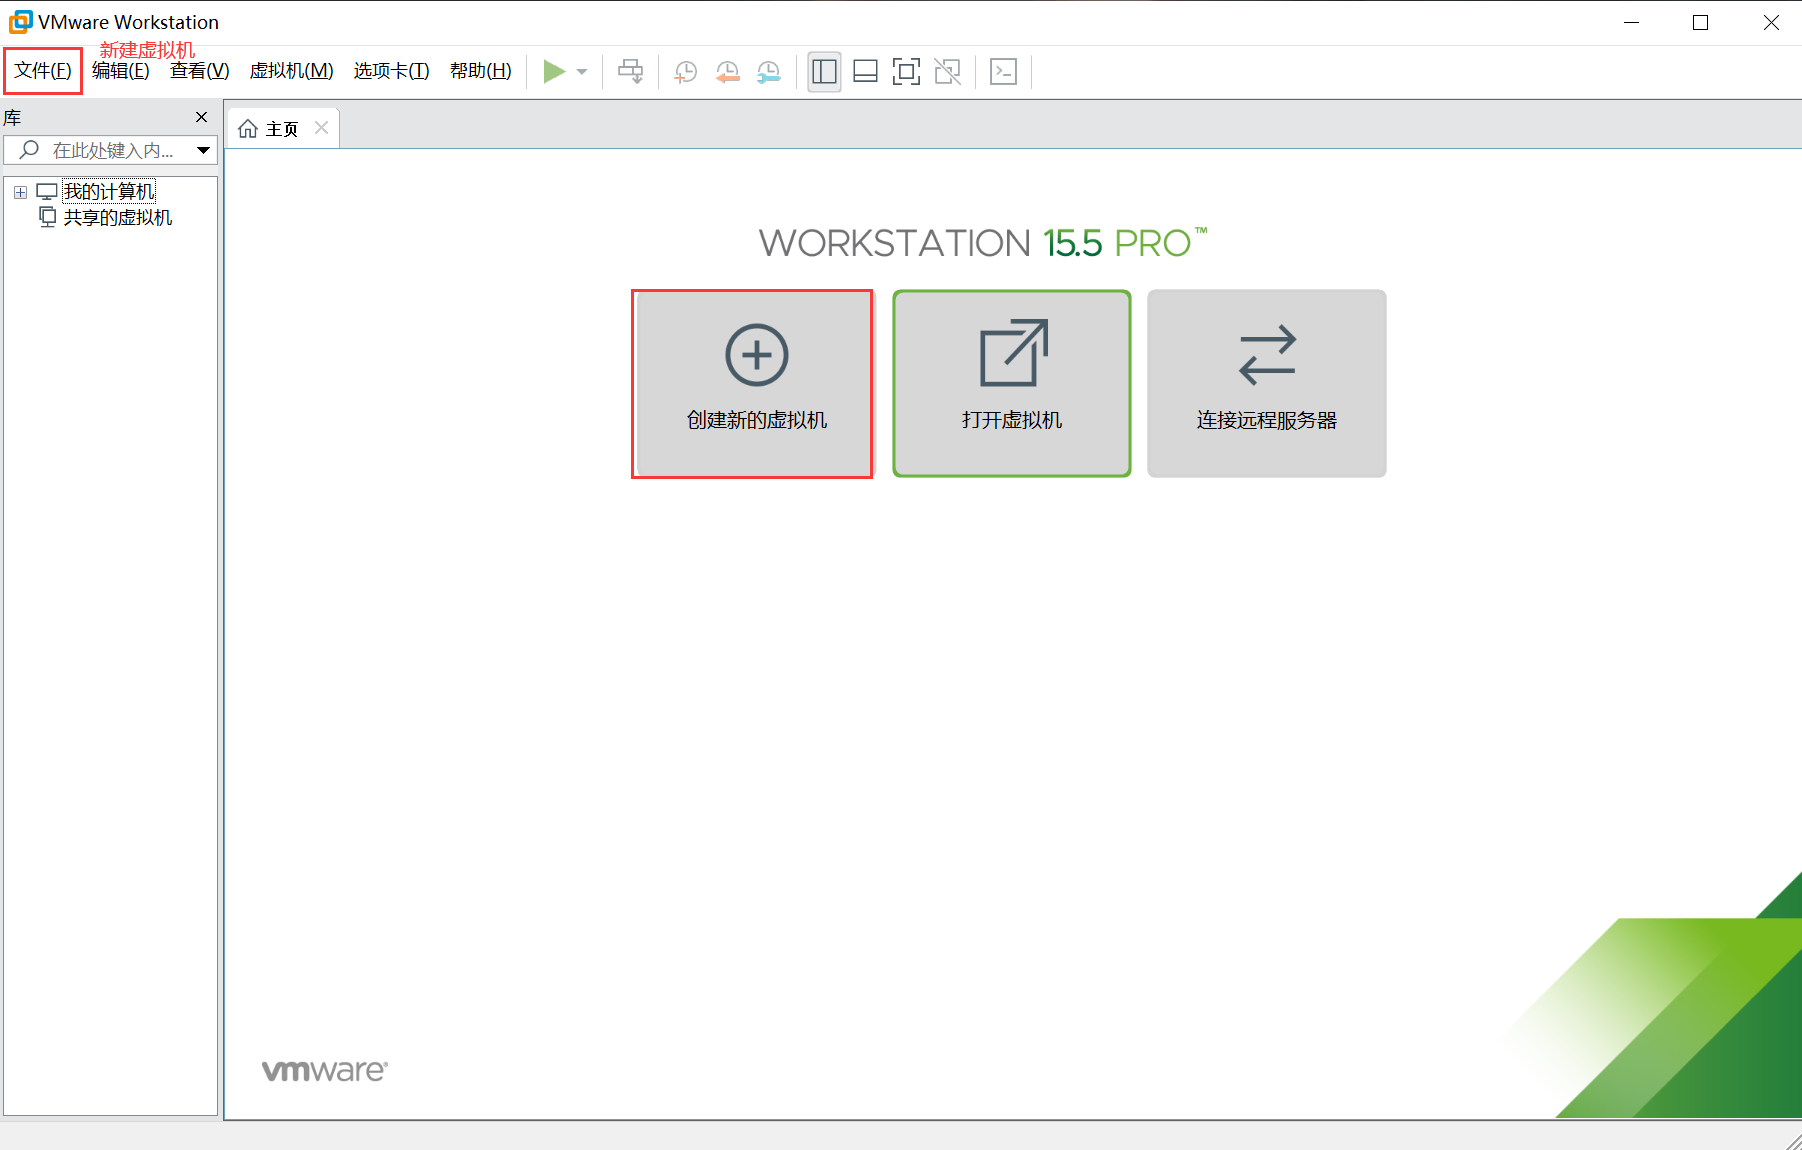 VMware Workstation
新建虚拟机
文件(F) 编辑(E) 查看(V) 虚拟机(M) 选项卡(T) 帮助(H)
库
主页
在此处键入内...
我的计算机
共享的虚拟机
WORKSTATION 15.5 PRO™
创建新的虚拟机 打开虚拟机 连接远程服务器
vmware®